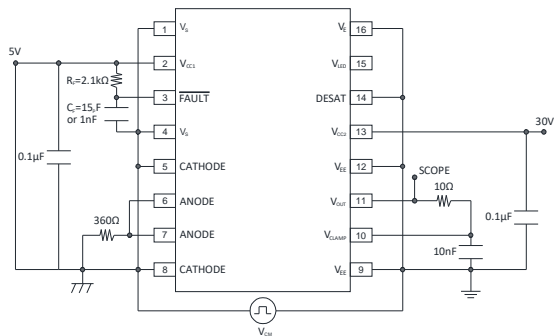 1 V_S V_E 16
5V
2 V_CC1 V_LED 15
R_F=2.1kΩ
3 FAULT DESAT 14
C_F=15pF
or 1nF
30V
4 V_S V_CC2 13
0.1µF
5 CATHODE V_EE 12
SCOPE
6 ANODE V_OUT 11
10Ω
360Ω
0.1µF
7 ANODE V_CLAMP 10
10nF
8 CATHODE V_EE 9
V_CM